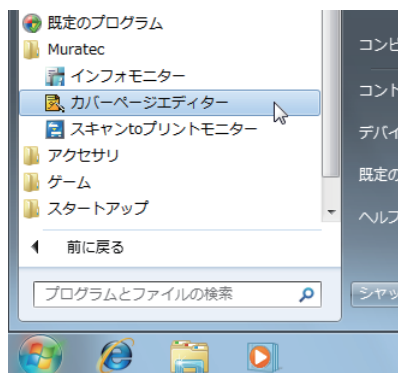 既定のプログラム
Muratec
インフォモニター
カバーページエディター
スキャンtoプリントモニター
アクセサリ
ゲーム
スタートアップ
前に戻る
プログラムとファイルの検索
コンピ
コント
デバイ
既定の
ヘルプ
シャッ